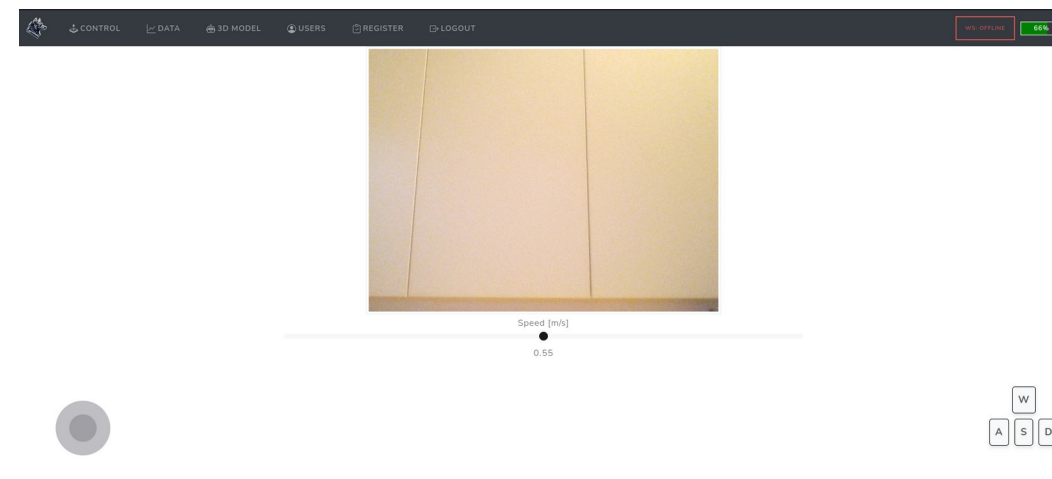 CONTROL DATA 3D MODEL USERS REGISTER LOGOUT WS: OFFLINE 66%
Speed [m/s]
0.55
W
A S D